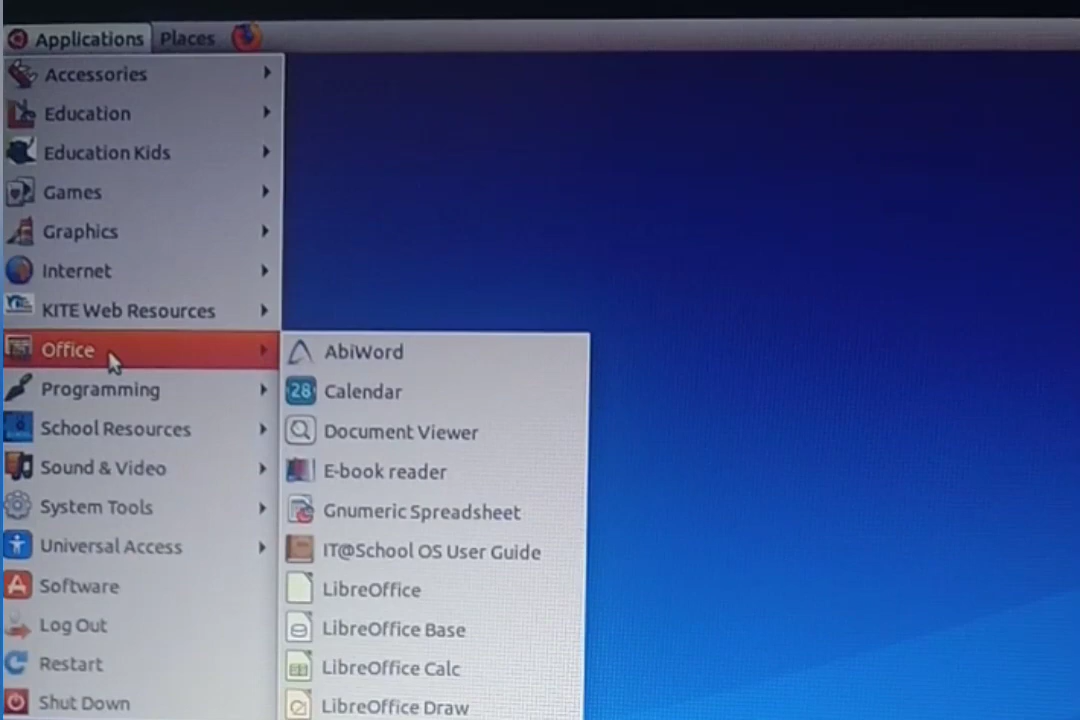 Applications Places
Accessories
Education
Education Kids
Games
Graphics
Internet
KITE Web Resources
Office
Programming
School Resources
Sound & Video
System Tools
Universal Access
Software
Log Out
Restart
Shut Down
AbiWord
28 Calendar
Document Viewer
E-book reader
Gnumeric Spreadsheet
IT@School OS User Guide
LibreOffice
LibreOffice Base
LibreOffice Calc
LibreOffice Draw